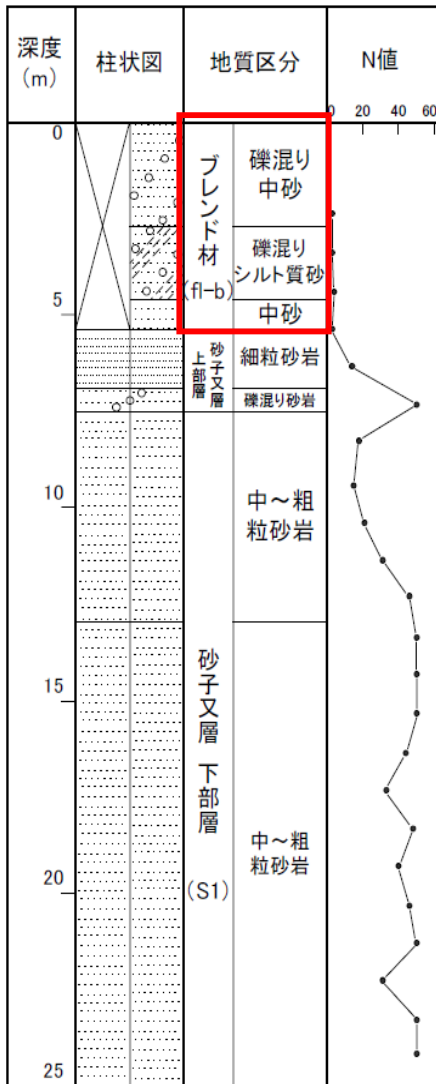 深度
(m)
柱状図
地質区分
N値
0
20
40
60
0
5
10
15
20
25
ブレンド材
(fl-b)
礫混り
中砂
礫混り
シルト質砂
中砂
砂子又層
上部層
細粒砂岩
礫混り砂岩
砂子又層 下部層
(S1)
中～粗
粒砂岩
中～粗
粒砂岩